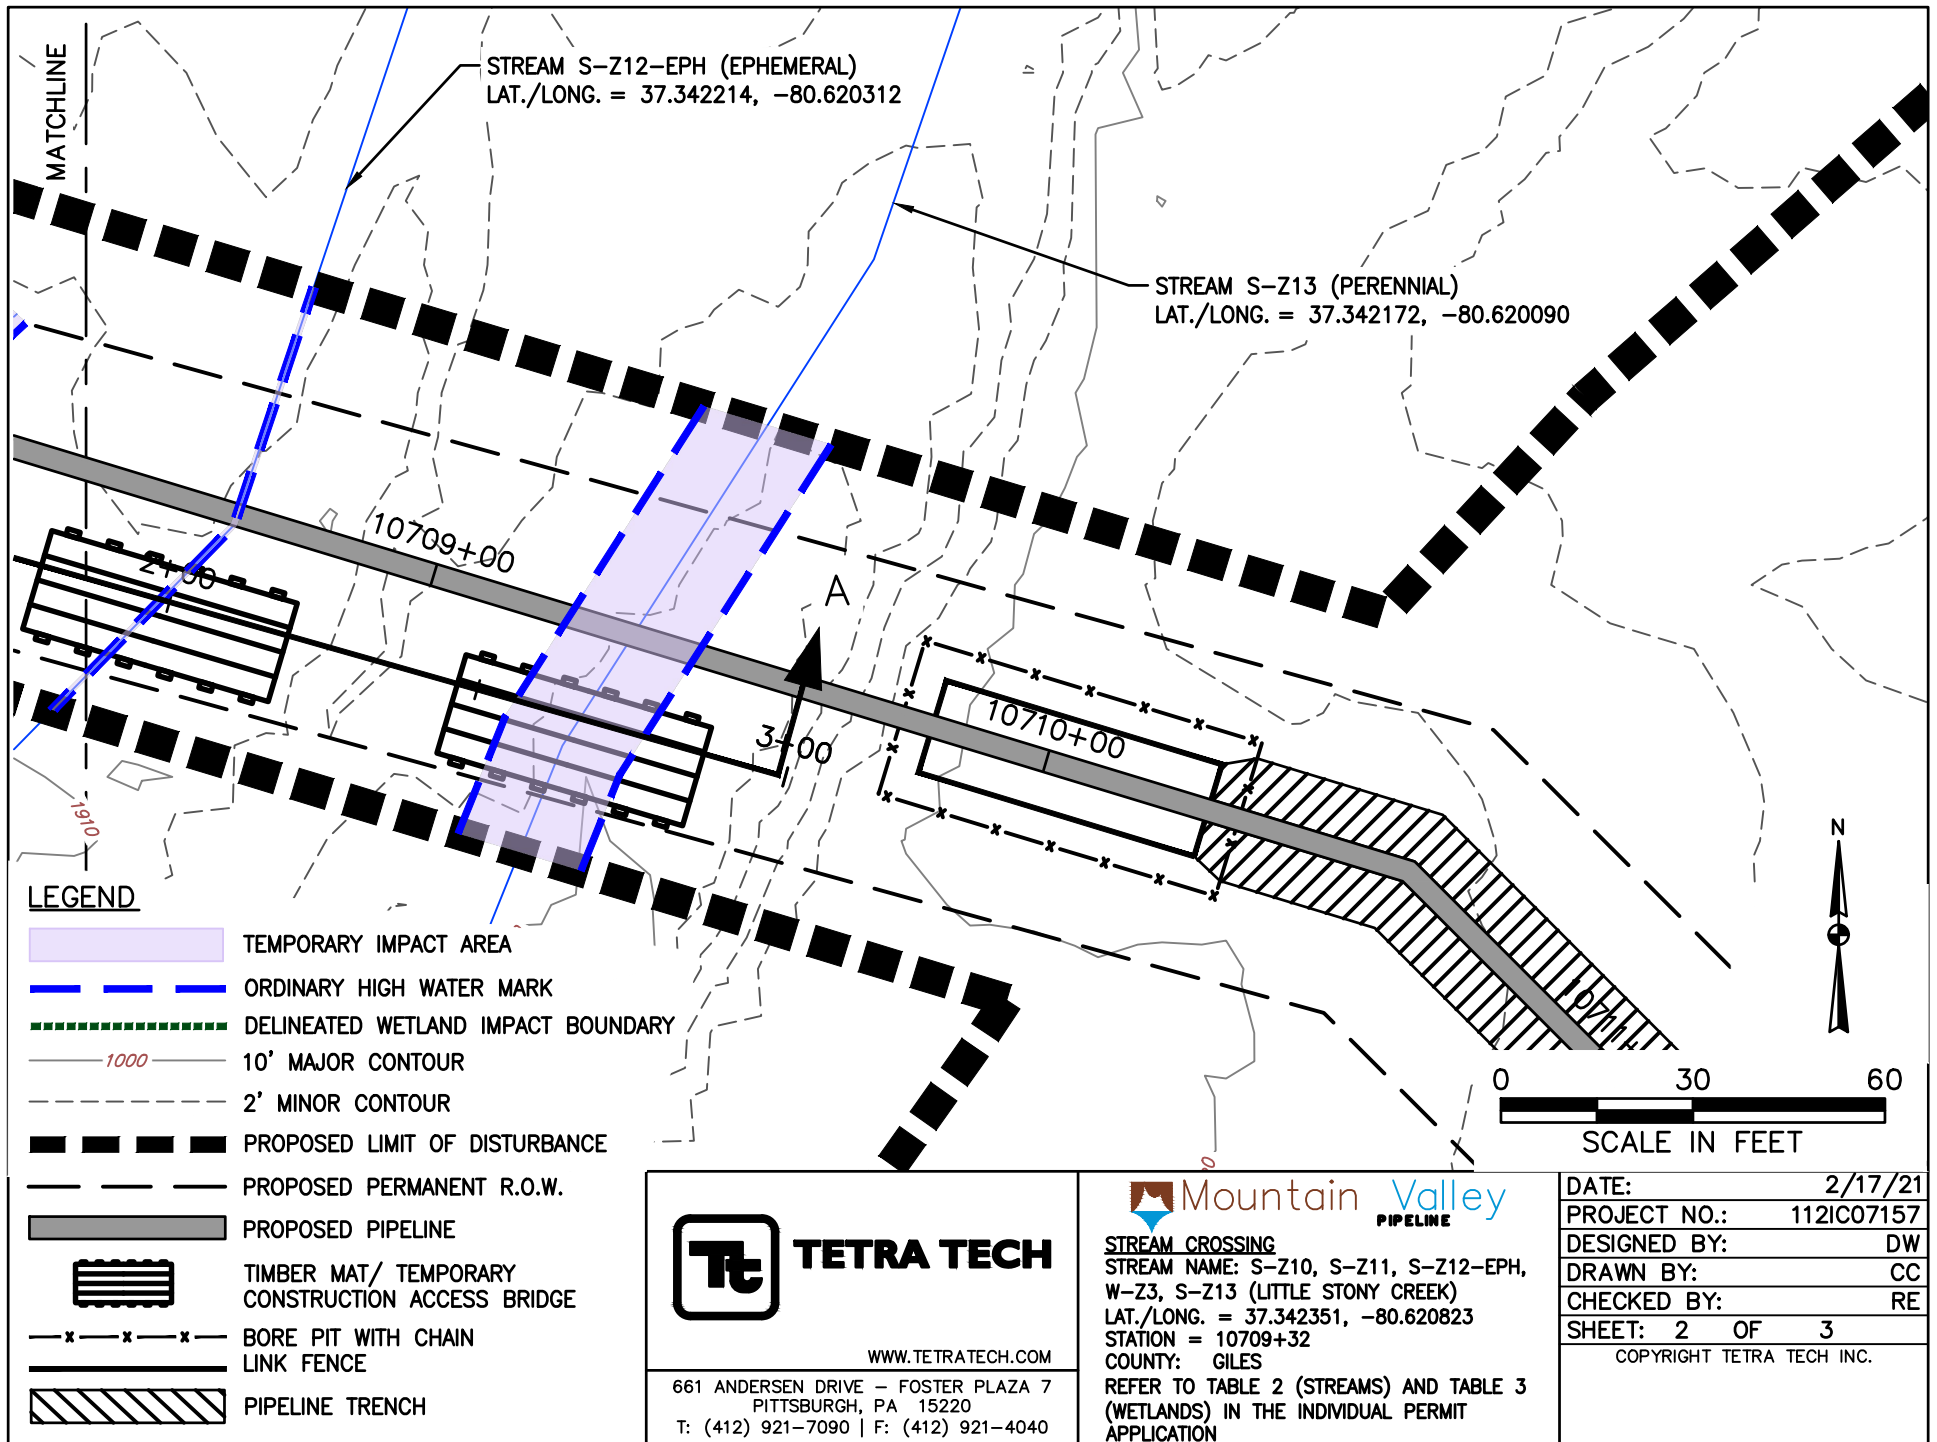 MATCHLINE
STREAM S-Z12-EPH (EPHEMERAL)
LAT./LONG. = 37.342214, -80.620312
STREAM S-Z13 (PERENNIAL)
LAT./LONG. = 37.342172, -80.620090
10709+00
2+00
A
3+00
10710+00
1910
N
LEGEND
TEMPORARY IMPACT AREA
ORDINARY HIGH WATER MARK
DELINEATED WETLAND IMPACT BOUNDARY
1000
10' MAJOR CONTOUR
2' MINOR CONTOUR
PROPOSED LIMIT OF DISTURBANCE
PROPOSED PERMANENT R.O.W.
PROPOSED PIPELINE
TIMBER MAT/ TEMPORARY
CONSTRUCTION ACCESS BRIDGE
BORE PIT WITH CHAIN
LINK FENCE
PIPELINE TRENCH
10711+
0 30 60
SCALE IN FEET
Tt TETRA TECH
WWW.TETRATECH.COM
661 ANDERSEN DRIVE - FOSTER PLAZA 7
PITTSBURGH, PA 15220
T: (412) 921-7090 | F: (412) 921-4040
Mountain Valley
PIPELINE
STREAM CROSSING
STREAM NAME: S-Z10, S-Z11, S-Z12-EPH,
W-Z3, S-Z13 (LITTLE STONY CREEK)
LAT./LONG. = 37.342351, -80.620823
STATION = 10709+32
COUNTY: GILES
REFER TO TABLE 2 (STREAMS) AND TABLE 3
(WETLANDS) IN THE INDIVIDUAL PERMIT
APPLICATION
DATE: 2/17/21
PROJECT NO.: 112IC07157
DESIGNED BY: DW
DRAWN BY: CC
CHECKED BY: RE
SHEET: 2 OF 3
COPYRIGHT TETRA TECH INC.